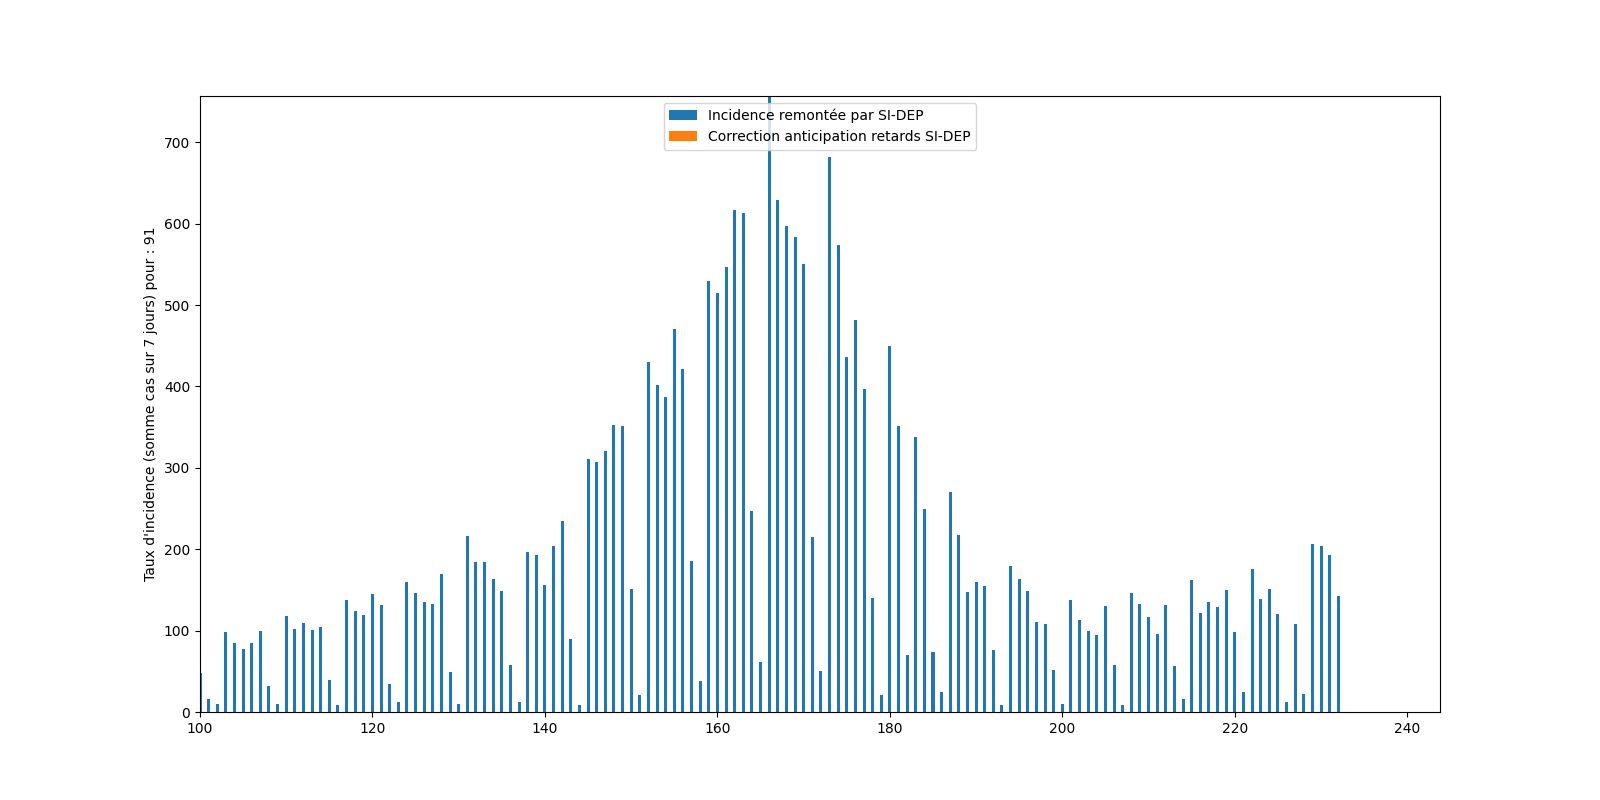 Incidence remontée par SI-DEP
Correction anticipation retards SI-DEP
Taux d'incidence (somme cas sur 7 jours) pour : 91
700
600
500
400
300
200
100
0
100 120 140 160 180 200 220 240